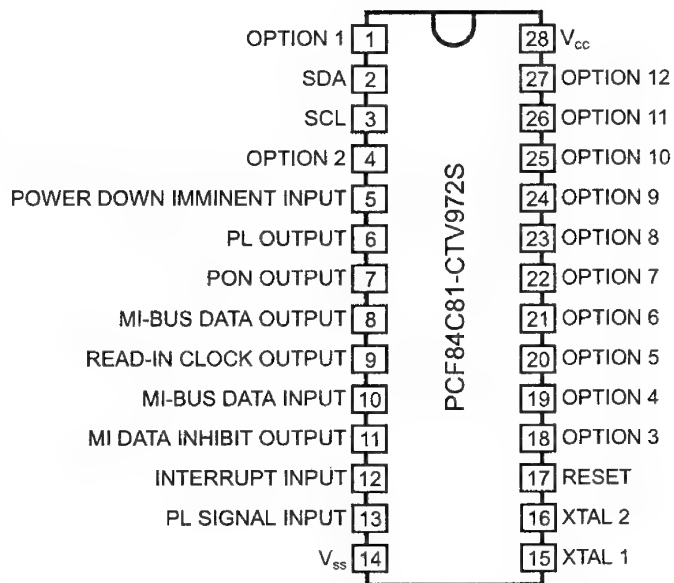 OPTION 1 1 28 Vcc
SDA 2 27 OPTION 12
SCL 3 26 OPTION 11
OPTION 2 4 25 OPTION 10
POWER DOWN IMMINENT INPUT 5 24 OPTION 9
PL OUTPUT 6 23 OPTION 8
PON OUTPUT 7 22 OPTION 7
MI-BUS DATA OUTPUT 8 21 OPTION 6
READ-IN CLOCK OUTPUT 9 20 OPTION 5
MI-BUS DATA INPUT 10 19 OPTION 4
MI DATA INHIBIT OUTPUT 11 18 OPTION 3
INTERRUPT INPUT 12 17 RESET
PL SIGNAL INPUT 13 16 XTAL 2
Vss 14 15 XTAL 1
PCF84C81-CTV972S